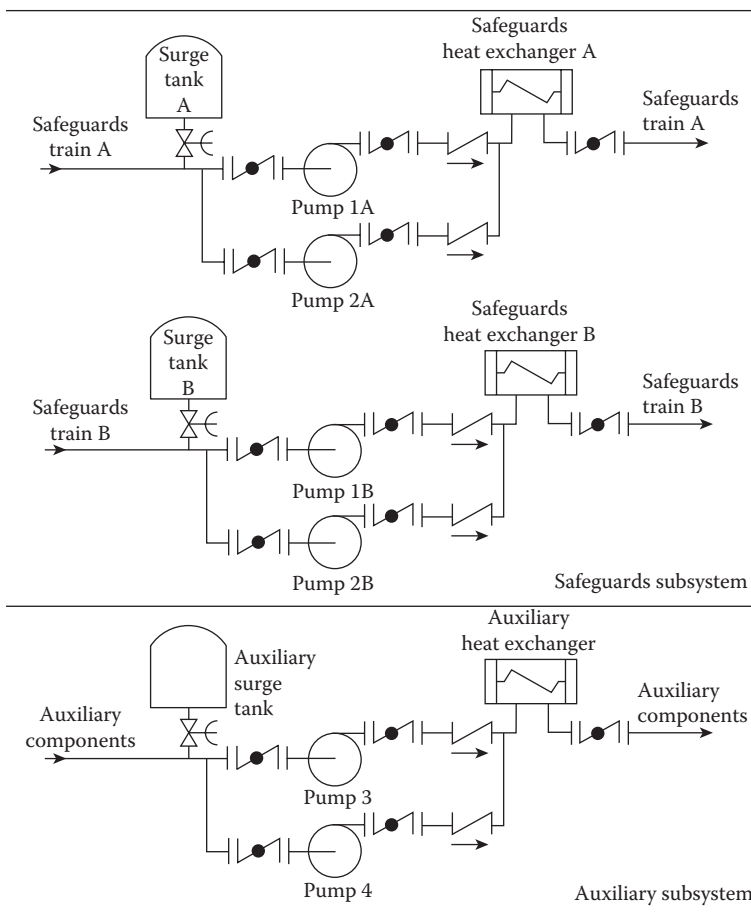 Safeguards
heat exchanger A
Surge
tank
A
Safeguards
train A
Safeguards
train A
Pump 1A
Pump 2A
Safeguards
heat exchanger B
Surge
tank
B
Safeguards
train B
Safeguards
train B
Pump 1B
Pump 2B
Safeguards subsystem
Auxiliary
heat exchanger
Auxiliary
surge
tank
Auxiliary
components
Auxiliary
components
Pump 3
Pump 4
Auxiliary subsystem